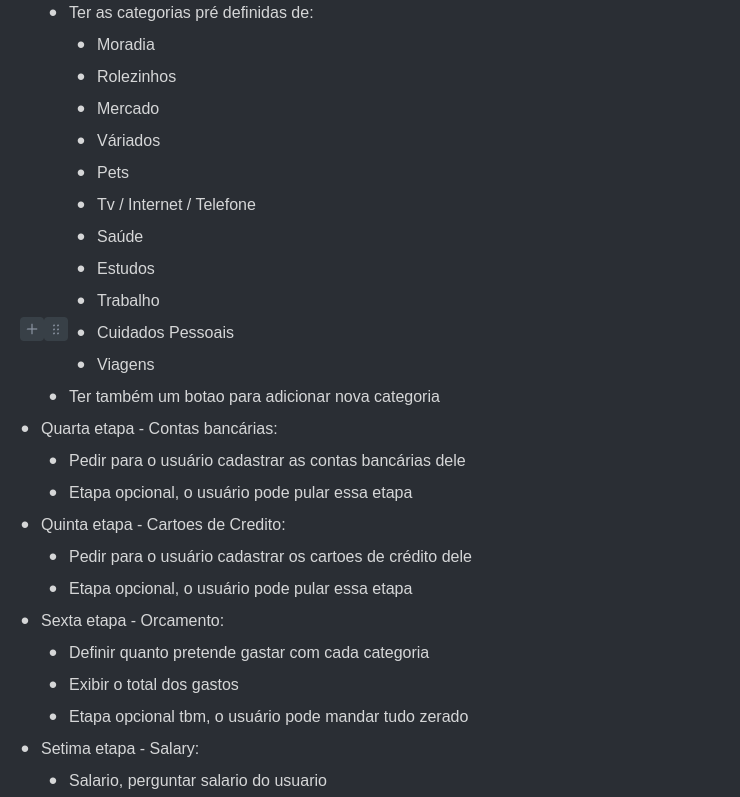 Ter as categorias pré definidas de:
Moradia
Rolezinhos
Mercado
Váriados
Pets
Tv / Internet / Telefone
Saúde
Estudos
Trabalho
Cuidados Pessoais
Viagens
Ter também um botao para adicionar nova categoria
Quarta etapa - Contas bancárias:
Pedir para o usuário cadastrar as contas bancárias dele
Etapa opcional, o usuário pode pular essa etapa
Quinta etapa - Cartoes de Credito:
Pedir para o usuário cadastrar os cartoes de crédito dele
Etapa opcional, o usuário pode pular essa etapa
Sexta etapa - Orcamento:
Definir quanto pretende gastar com cada categoria
Exibir o total dos gastos
Etapa opcional tbm, o usuário pode mandar tudo zerado
Setima etapa - Salary:
Salario, perguntar salario do usuario